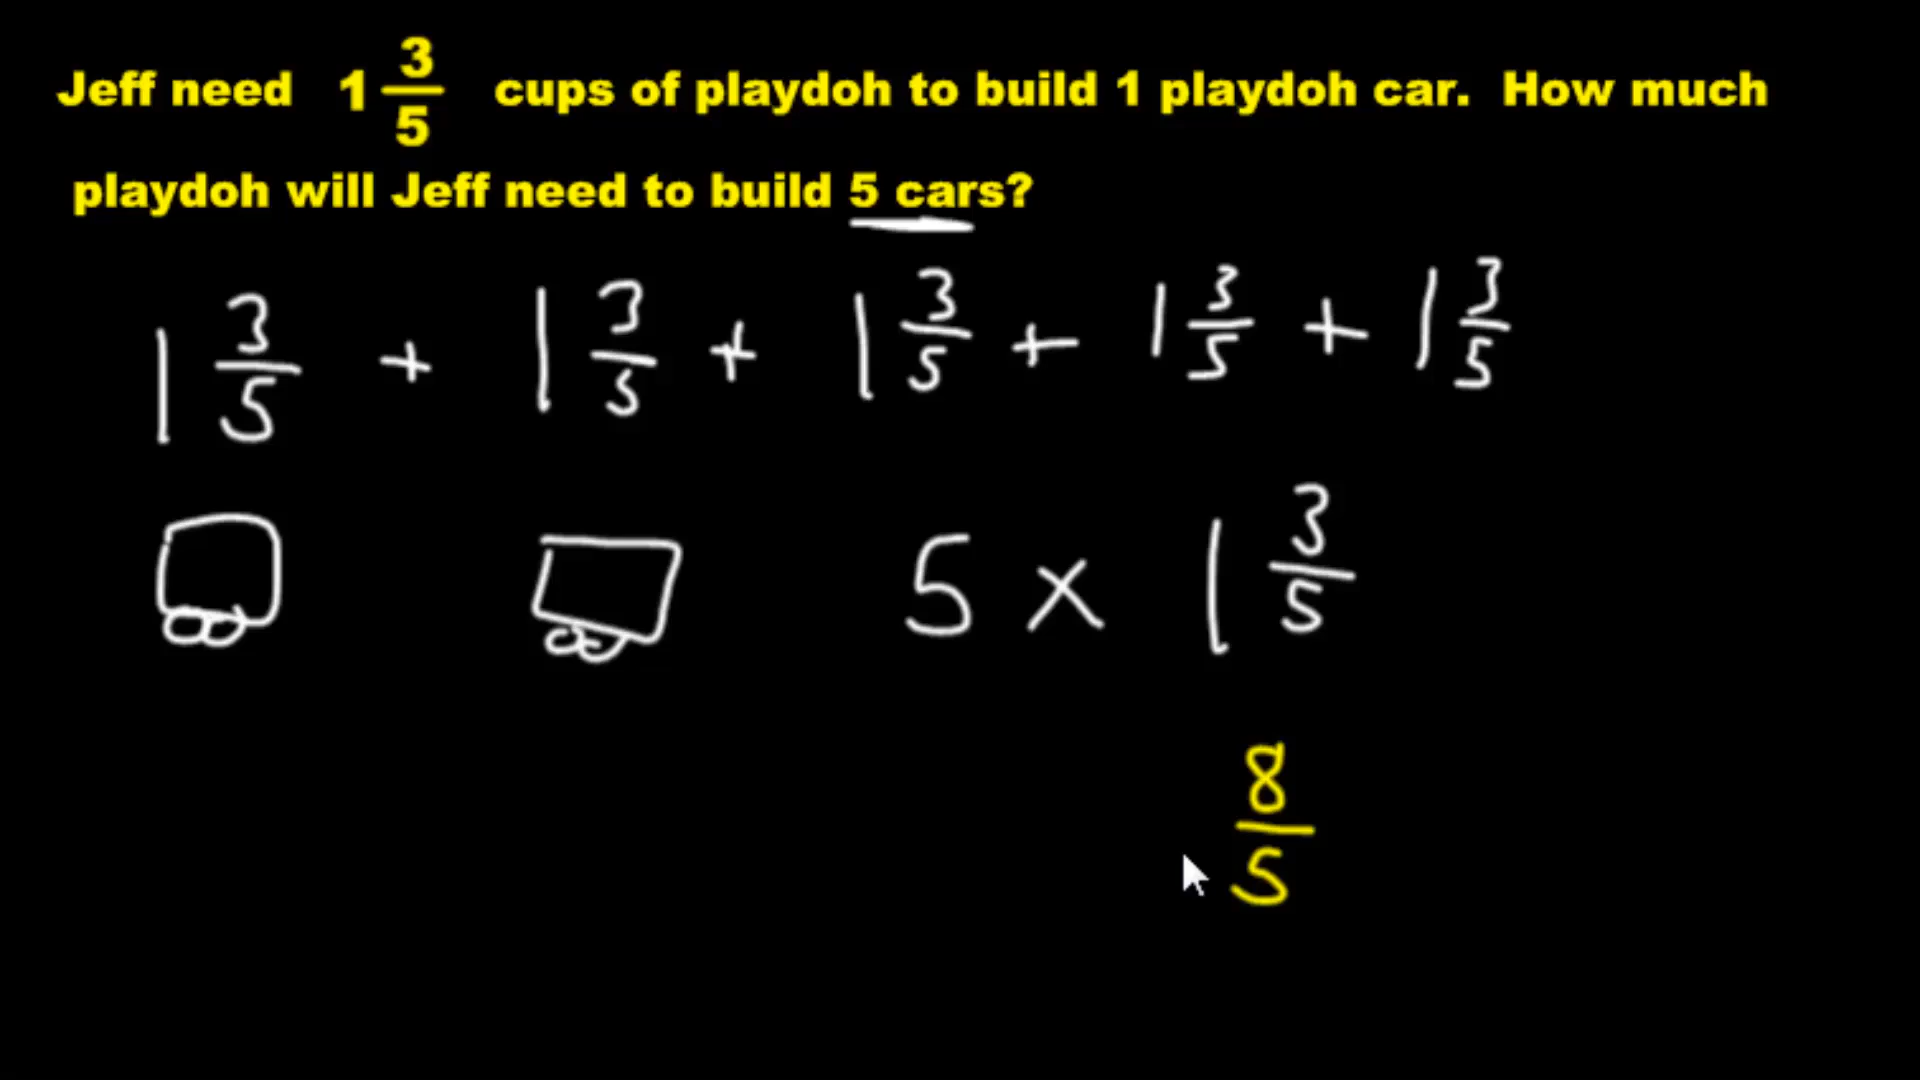 Jeff need 1 3/5 cups of playdoh to build 1 playdoh car. How much
playdoh will Jeff need to build 5 cars?
1 3/5 + 1 3/5 + 1 3/5 + 1 3/5 + 1 3/5
5 x 1 3/5
8/5